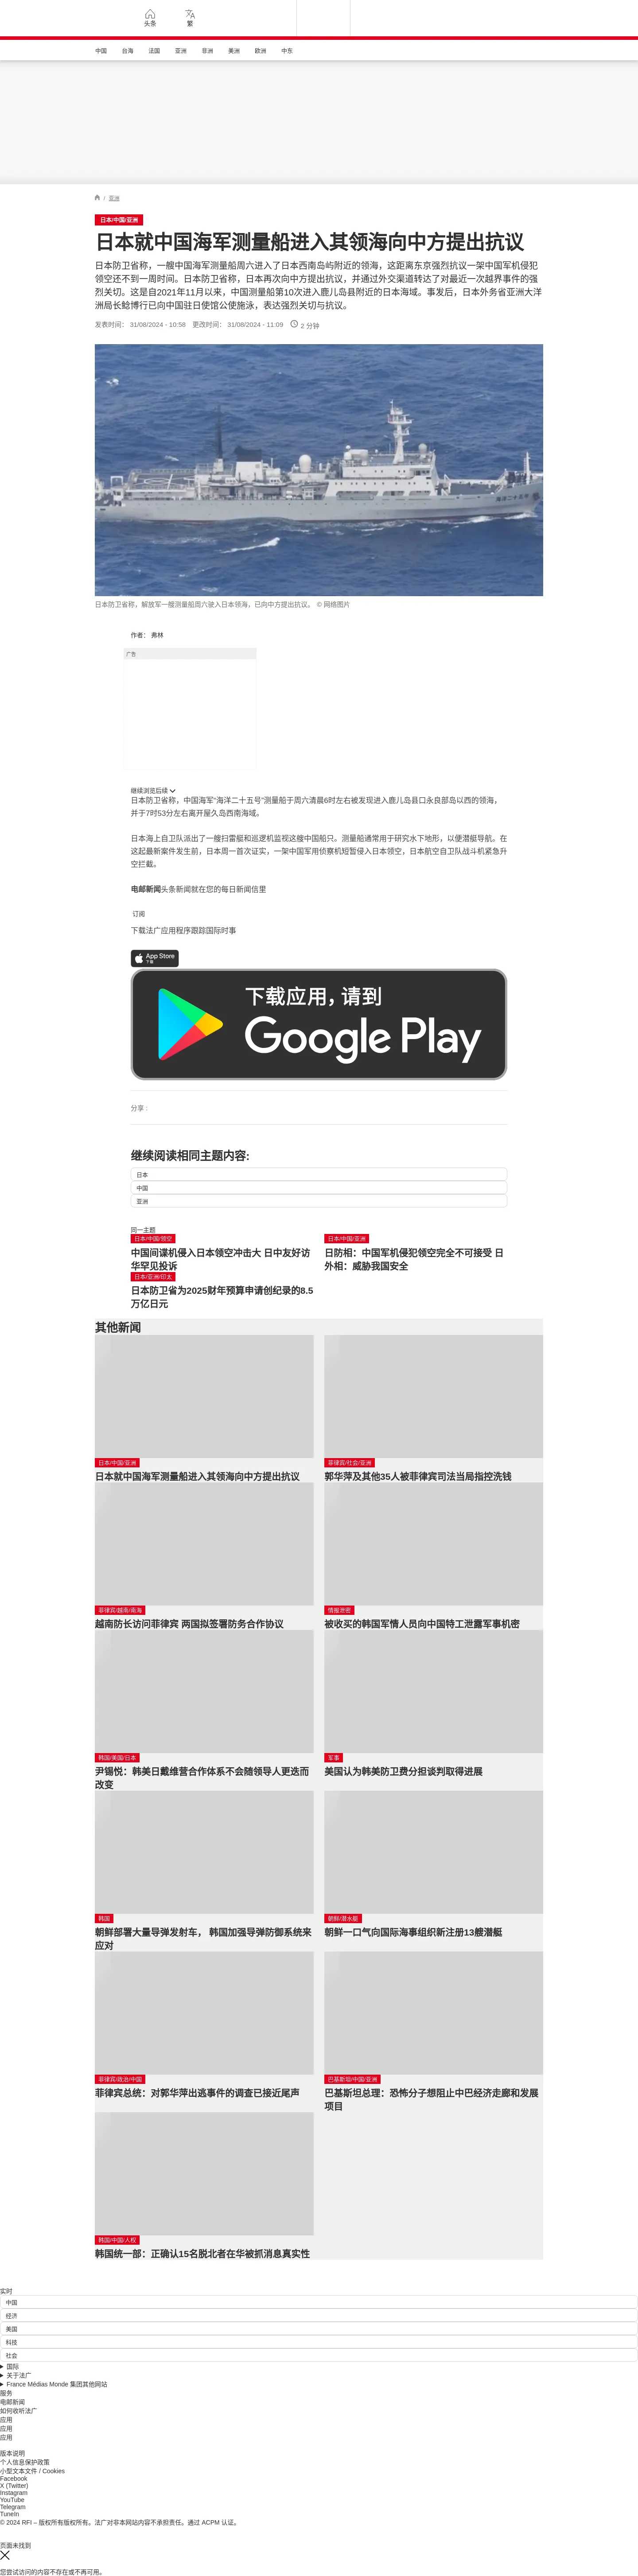 头条
繁
中国
台海
法国
亚洲
非洲
美洲
欧洲
中东
/ 亚洲
日本/中国/亚洲
日本就中国海军测量船进入其领海向中方提出抗议
日本防卫省称，一艘中国海军测量船周六进入了日本西南岛屿附近的领海，这距离东京强烈抗议一架中国军机侵犯
领空还不到一周时间。日本防卫省称，日本再次向中方提出抗议，并通过外交渠道转达了对最近一次越界事件的强
烈关切。这是自2021年11月以来，中国测量船第10次进入鹿儿岛县附近的日本海域。事发后，日本外务省亚洲大洋
洲局长鲶博行已向中国驻日使馆公使施泳，表达强烈关切与抗议。
发表时间： 31/08/2024 - 10:58 更改时间： 31/08/2024 - 11:09 2 分钟
日本防卫省称，解放军一艘测量船周六驶入日本领海，已向中方提出抗议。 © 网络图片
作者： 弗林
广告
继续浏览后续
日本防卫省称，中国海军"海洋二十五号"测量船于周六清晨6时左右被发现进入鹿儿岛县口永良部岛以西的领海，
并于7时53分左右离开屋久岛西南海域。
日本海上自卫队派出了一艘扫雷艇和巡逻机监视这艘中国船只。测量船通常用于研究水下地形，以便潜艇导航。在
这起最新案件发生前，日本周一首次证实，一架中国军用侦察机短暂侵入日本领空，日本航空自卫队战斗机紧急升
空拦截。
电邮新闻头条新闻就在您的每日新闻信里
订阅
下载法广应用程序跟踪国际时事
App Store
下载
下载应用，请到
Google Play
分享 :
继续阅读相同主题内容:
日本
中国
亚洲
同一主题
日本/中国/领空
中国间谍机侵入日本领空冲击大 日中友好访
华罕见投诉
日本/中国/亚洲
日防相：中国军机侵犯领空完全不可接受 日
外相：威胁我国安全
日本/亚洲/印太
日本防卫省为2025财年预算申请创纪录的8.5
万亿日元
其他新闻
日本/中国/亚洲
日本就中国海军测量船进入其领海向中方提出抗议
菲律宾/社会/亚洲
郭华萍及其他35人被菲律宾司法当局指控洗钱
菲律宾/越南/南海
越南防长访问菲律宾 两国拟签署防务合作协议
情报泄密
被收买的韩国军情人员向中国特工泄露军事机密
韩国/美国/日本
尹锡悦：韩美日戴维营合作体系不会随领导人更迭而
改变
军事
美国认为韩美防卫费分担谈判取得进展
韩国
朝鲜部署大量导弹发射车， 韩国加强导弹防御系统来
应对
朝鲜/潜水艇
朝鲜一口气向国际海事组织新注册13艘潜艇
菲律宾/政治/中国
菲律宾总统：对郭华萍出逃事件的调查已接近尾声
巴基斯坦/中国/亚洲
巴基斯坦总理：恐怖分子想阻止中巴经济走廊和发展
项目
韩国/中国/人权
韩国统一部：正确认15名脱北者在华被抓消息真实性
实时
中国
经济
美国
科技
社会
国际
关于法广
France Médias Monde 集团其他网站
服务
电邮新闻
如何收听法广
应用
应用
应用
版本说明
个人信息保护政策
小型文本文件 / Cookies
Facebook
X (Twitter)
Instagram
YouTube
Telegram
TuneIn
© 2024 RFI – 版权所有版权所有。法广对非本网站内容不承担责任。通过 ACPM 认证。
页面未找到
您尝试访问的内容不存在或不再可用。